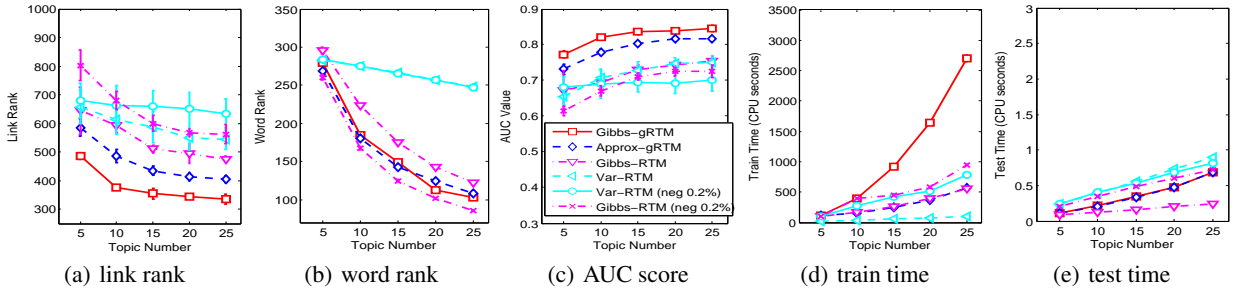 1000
900
800
700
600
500
400
300
Link Rank
5 10 15 20 25
Topic Number
(a) link rank
350
300
250
200
150
100
Word Rank
5 10 15 20 25
Topic Number
(b) word rank
0.9
0.8
0.7
0.6
0.5
0.4
0.3
AUC Value
Gibbs−gRTM
Approx−gRTM
Gibbs−RTM
Var−RTM
Var−RTM (neg 0.2%)
Gibbs−RTM (neg 0.2%)
5 10 15 20 25
Topic Number
(c) AUC score
3500
3000
2500
2000
1500
1000
500
0
Train Time (CPU seconds)
5 10 15 20 25
Topic Number
(d) train time
3
2.5
2
1.5
1
0.5
0
Test Time (CPU seconds)
5 10 15 20 25
Topic Number
(e) test time